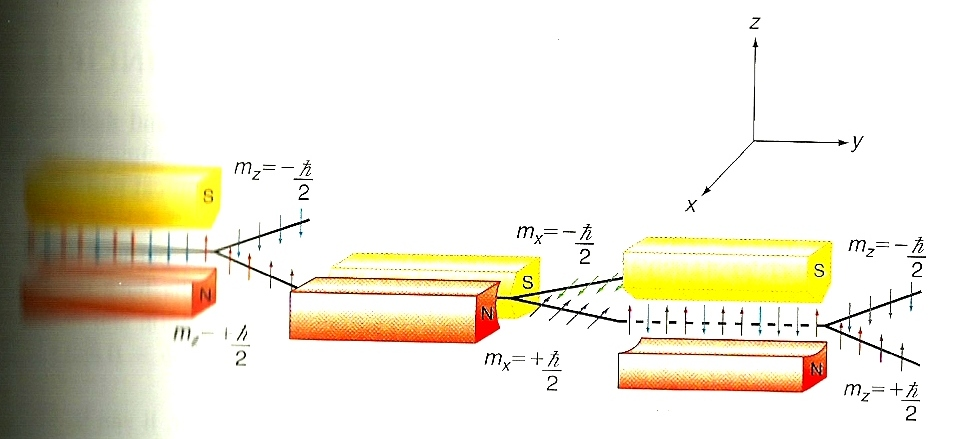 z
y
x
S
N
m_z = -ħ/2
m_z = +ħ/2
S
N
m_x = -ħ/2
m_x = +ħ/2
S
N
m_z = -ħ/2
m_z = +ħ/2